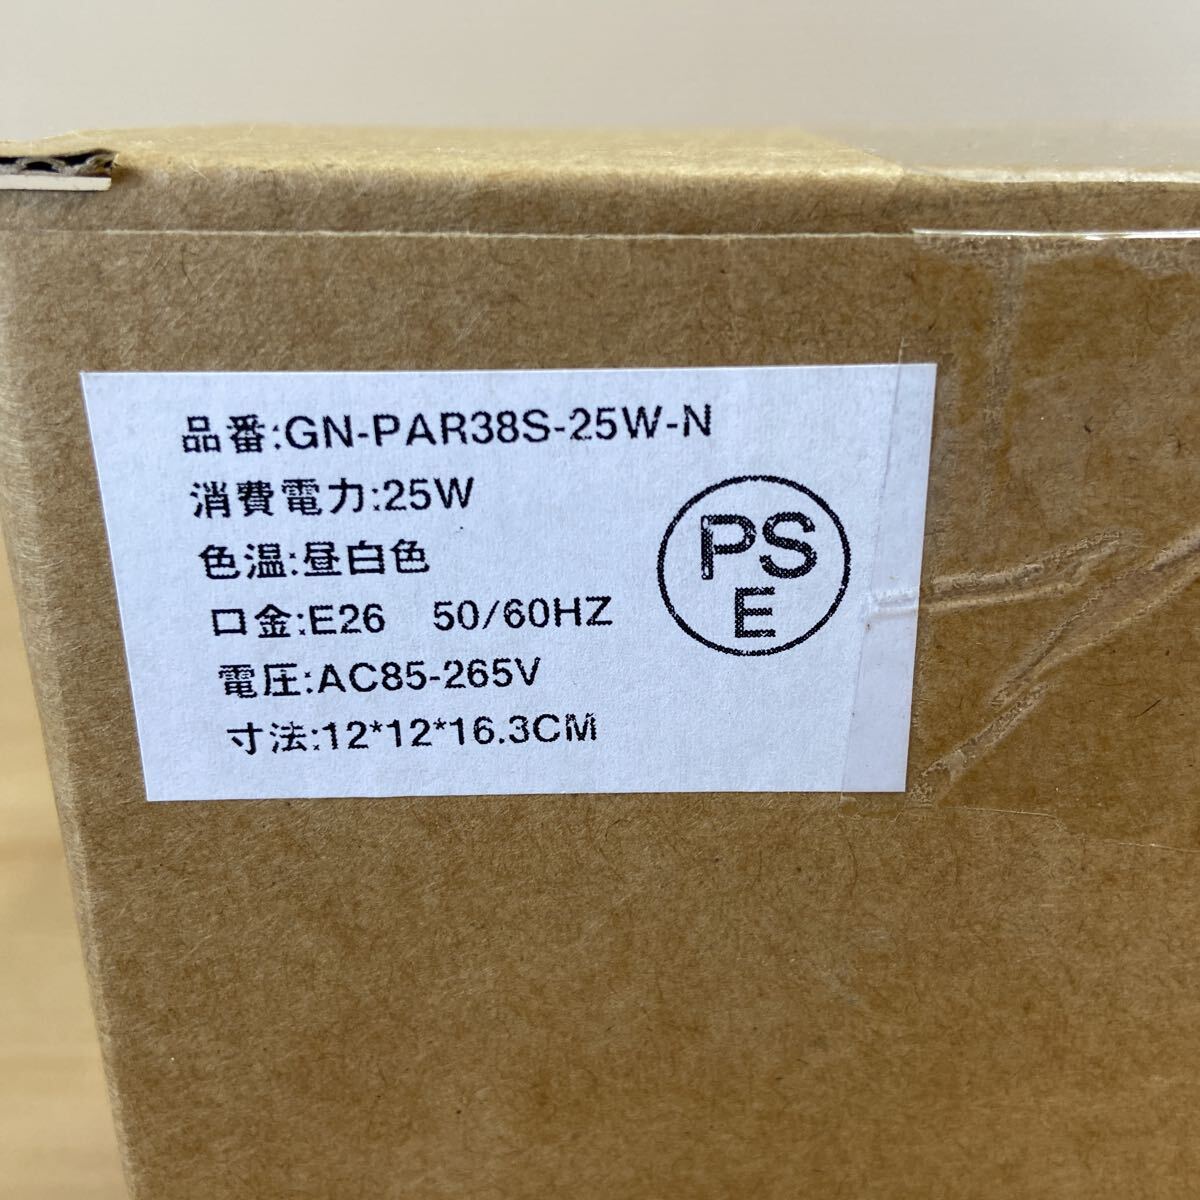 品番:GN-PAR38S-25W-N
消費電力:25W
色温:昼白色
口金:E26 50/60HZ
電圧:AC85-265V
寸法:12*12*16.3CM
PS
E